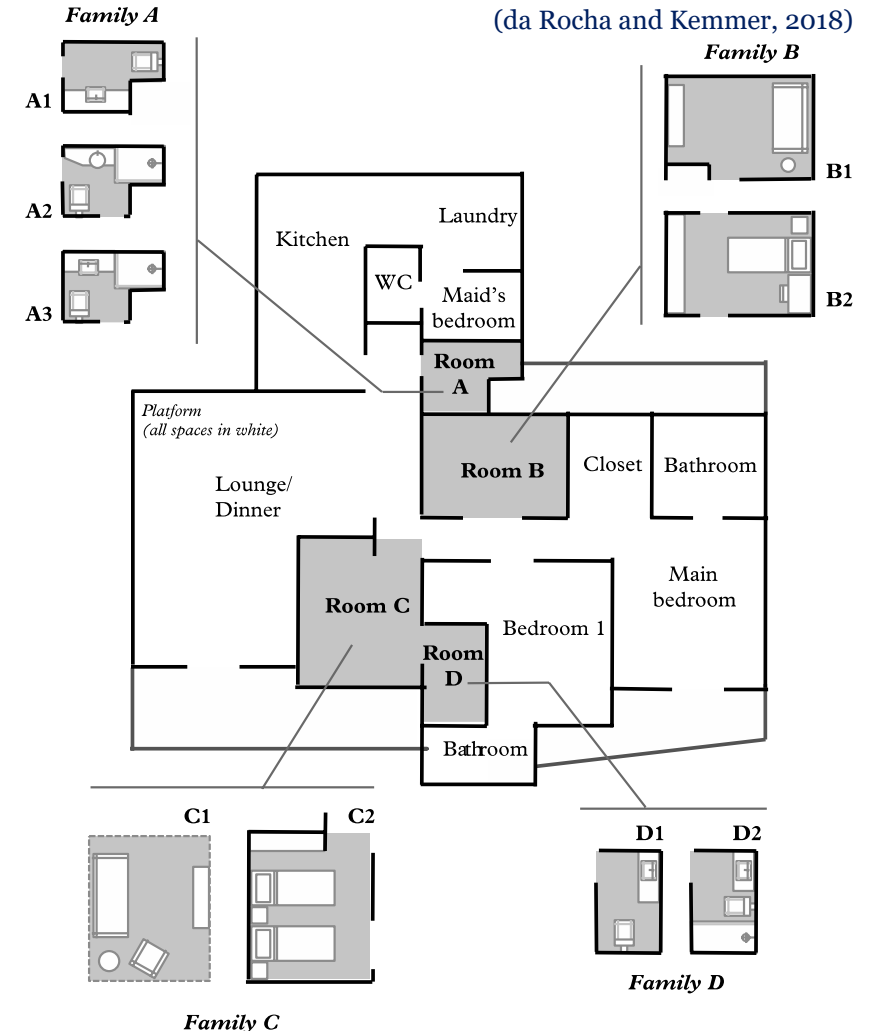 Family A
(da Rocha and Kemmer, 2018)
Family B
A1
A2
A3
B1
B2
Kitchen
Laundry
WC
Maid's
bedroom
Room
A
Platform
(all spaces in white)
Lounge/
Dinner
Room B
Closet
Bathroom
Main
bedroom
Room C
Bedroom 1
Room
D
Bathroom
C1
C2
D1
D2
Family D
Family C